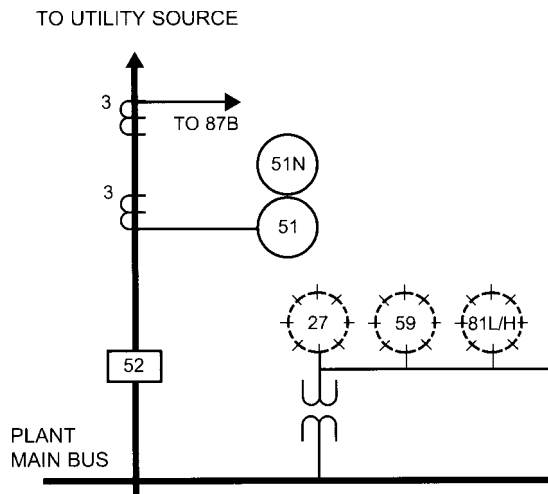 TO UTILITY SOURCE
3
TO 87B
51N
3
51
27
59
81L/H
52
PLANT
MAIN BUS